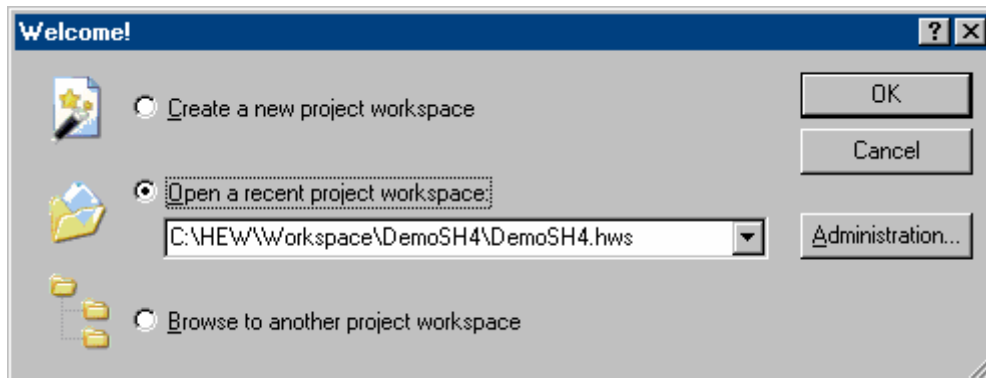 Welcome!
Create a new project workspace
OK
Cancel
Open a recent project workspace:
C:\HEW\Workspace\DemoSH4\DemoSH4.hws
Administration...
Browse to another project workspace